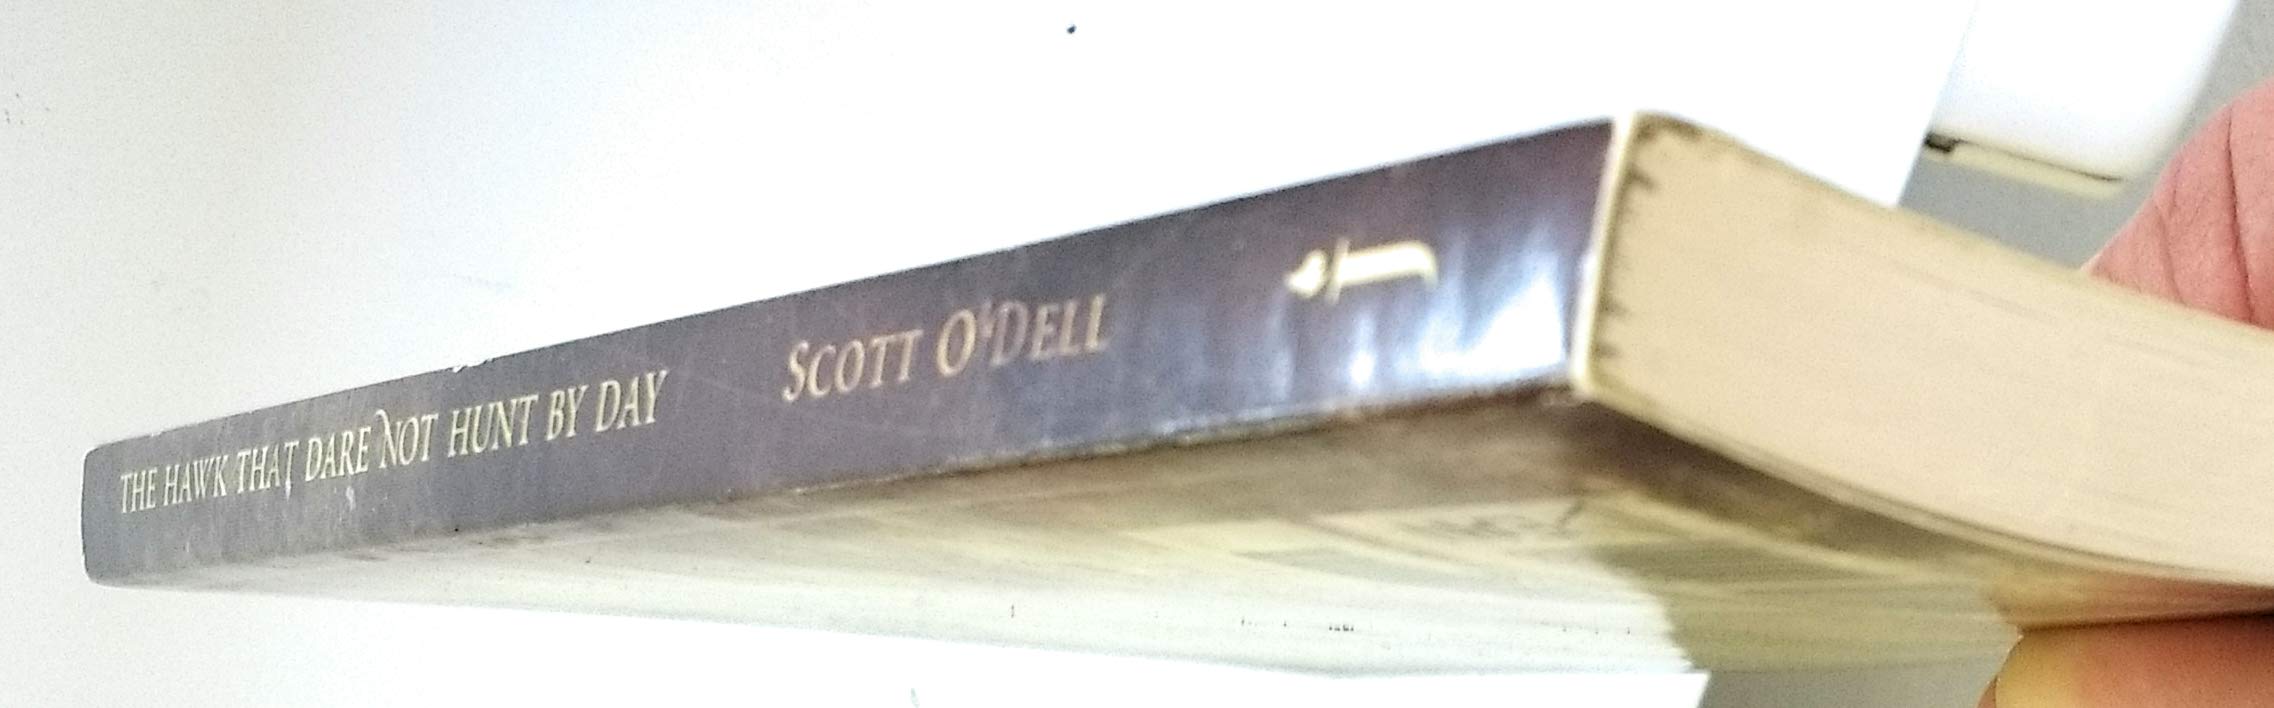 THE HAWK THAT DARE NOT HUNT BY DAY
SCOTT O'DELL